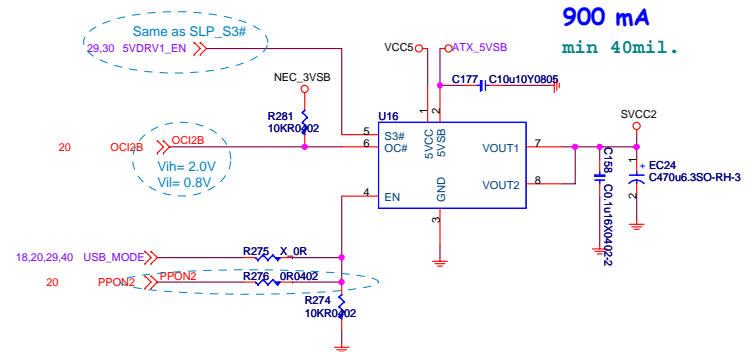 900 mA
min 40mil.
Same as SLP_S3#
29,30 5VDRV1_EN
VCC5
ATX_5VSB
NEC_3VSB
C177 C10u10Y0805
R281
10KR0402
U16
SVCC2
1
2
5
S3#
6
OC#
5VCC
5VSB
VOUT1
7
VOUT2
8
20 OCI2B
OCI2B
Vih= 2.0V
Vil= 0.8V
4
EN
GND
3
C158
C0.1u16X0402-2
1
+
EC24
C470u6.3SO-RH-3
2
18,20,29,40 USB_MODE
R275 X_0R
20 PPON2
PPON2
R276 0R0402
R274
10KR0402